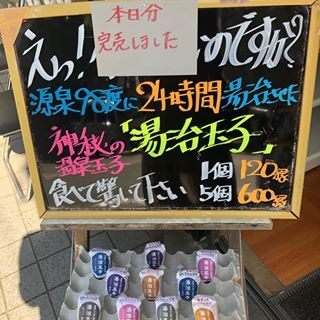 本日分
完売しました
えっ! のですか?
源泉98度に24時間湯治した
神秘の「湯治玉子」
温泉玉子
1個 120円
食べて驚いて下さい 5個 600円